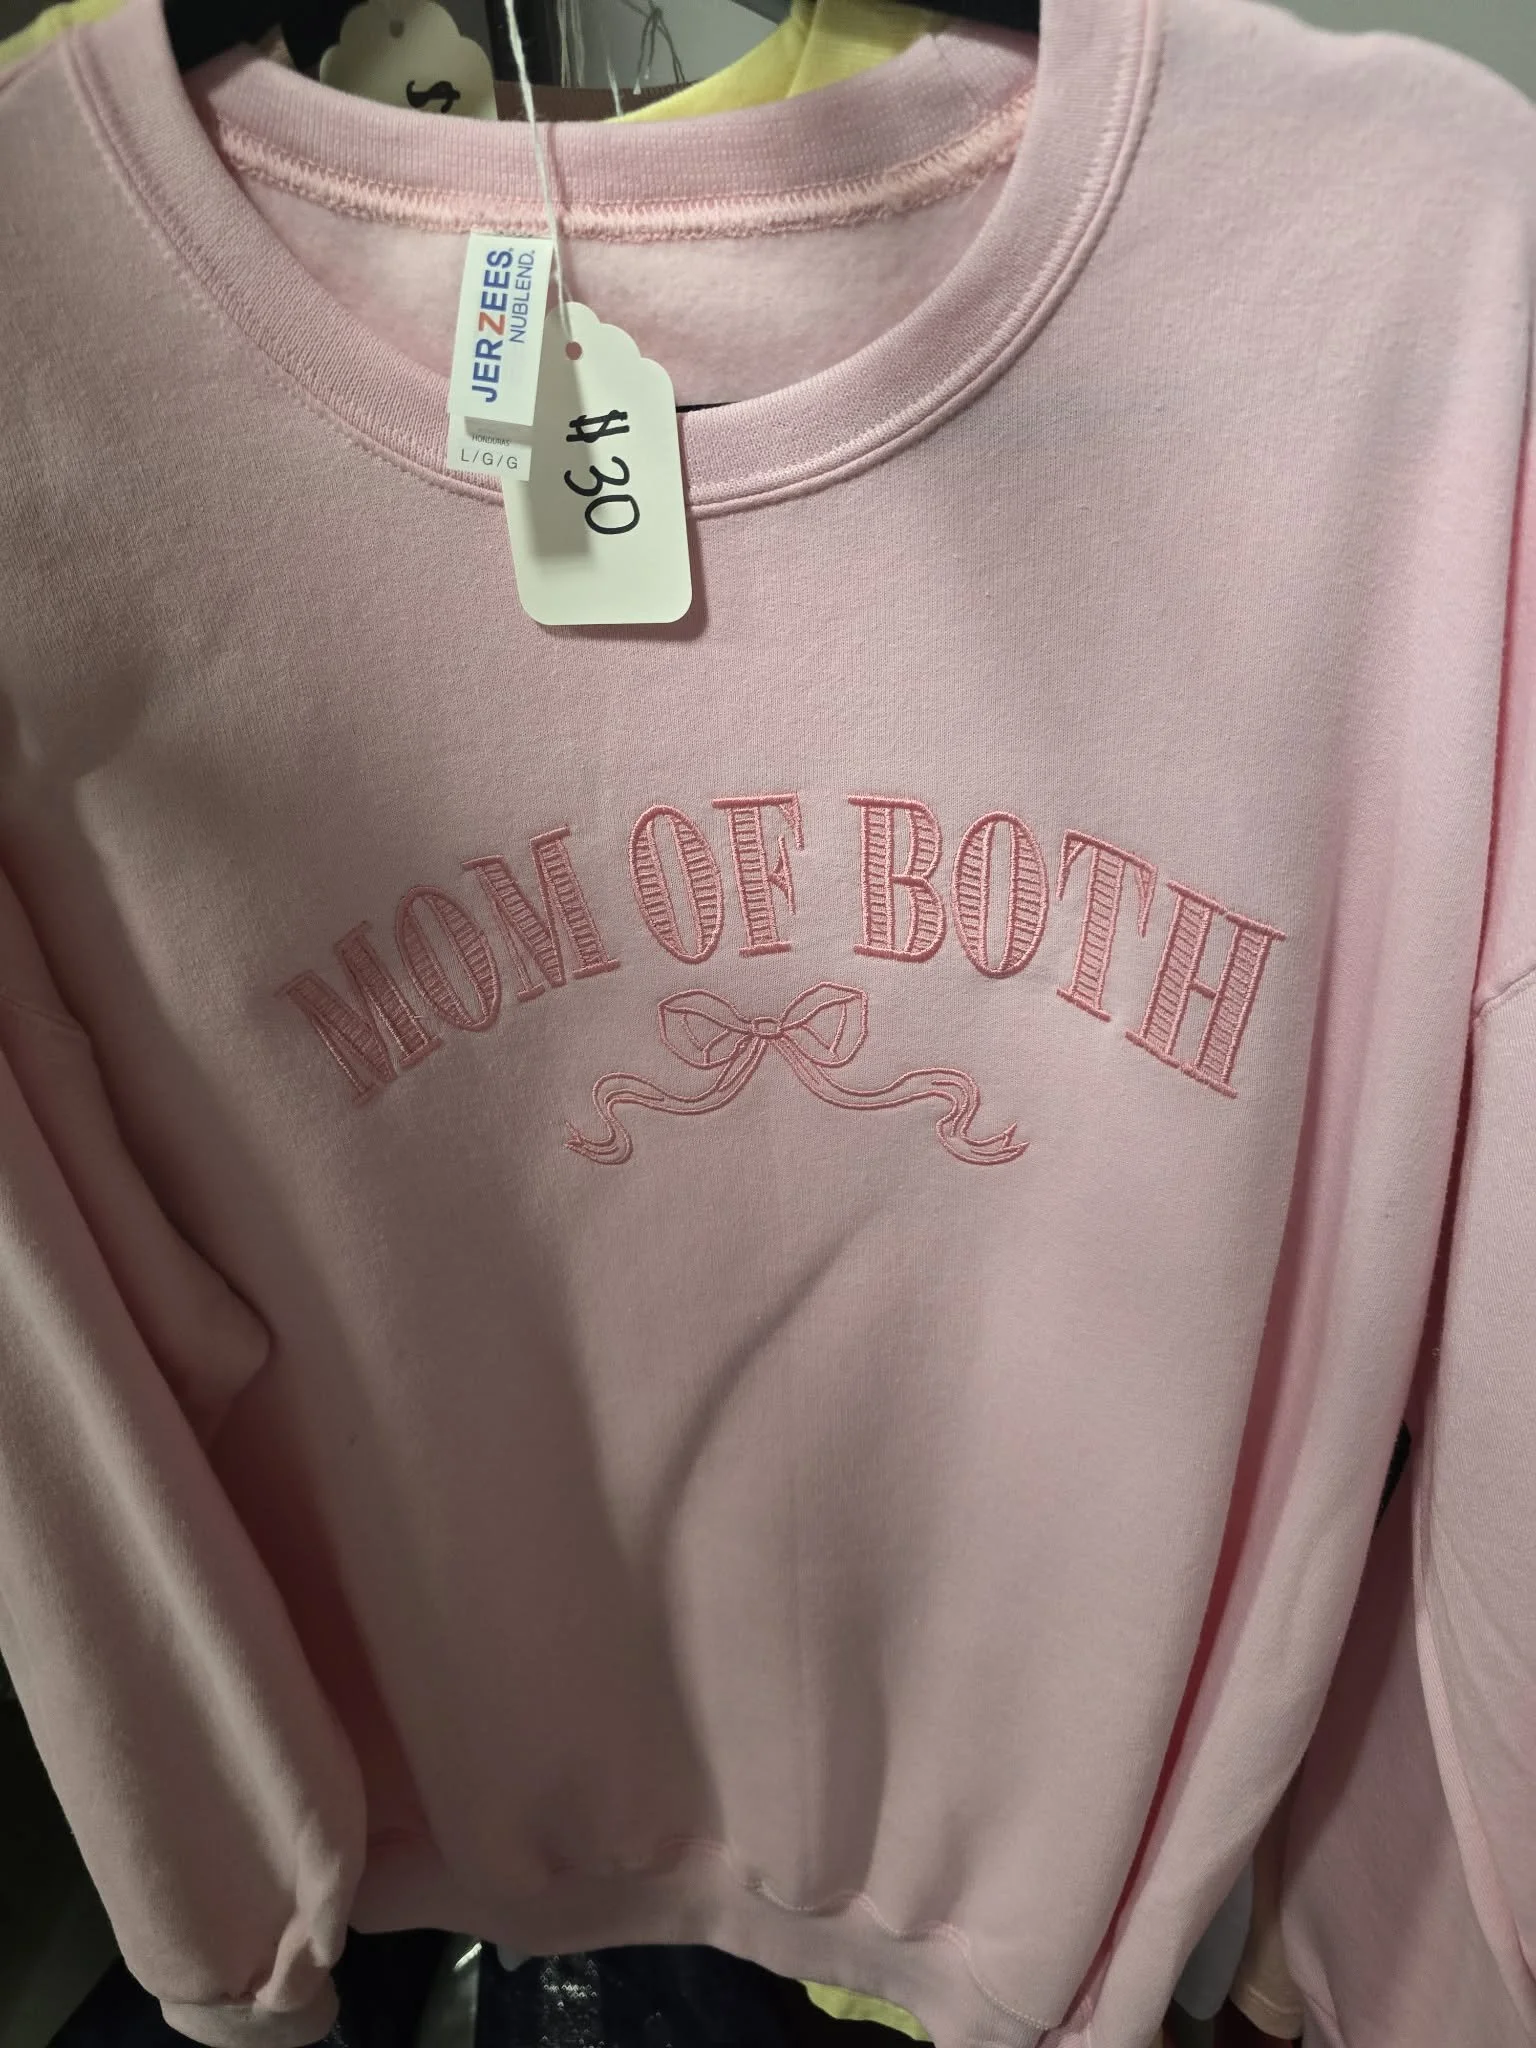 $
JERZEES.
NUBLEND.
HONDURAS
L/G/G
$30
MOM OF BOTH